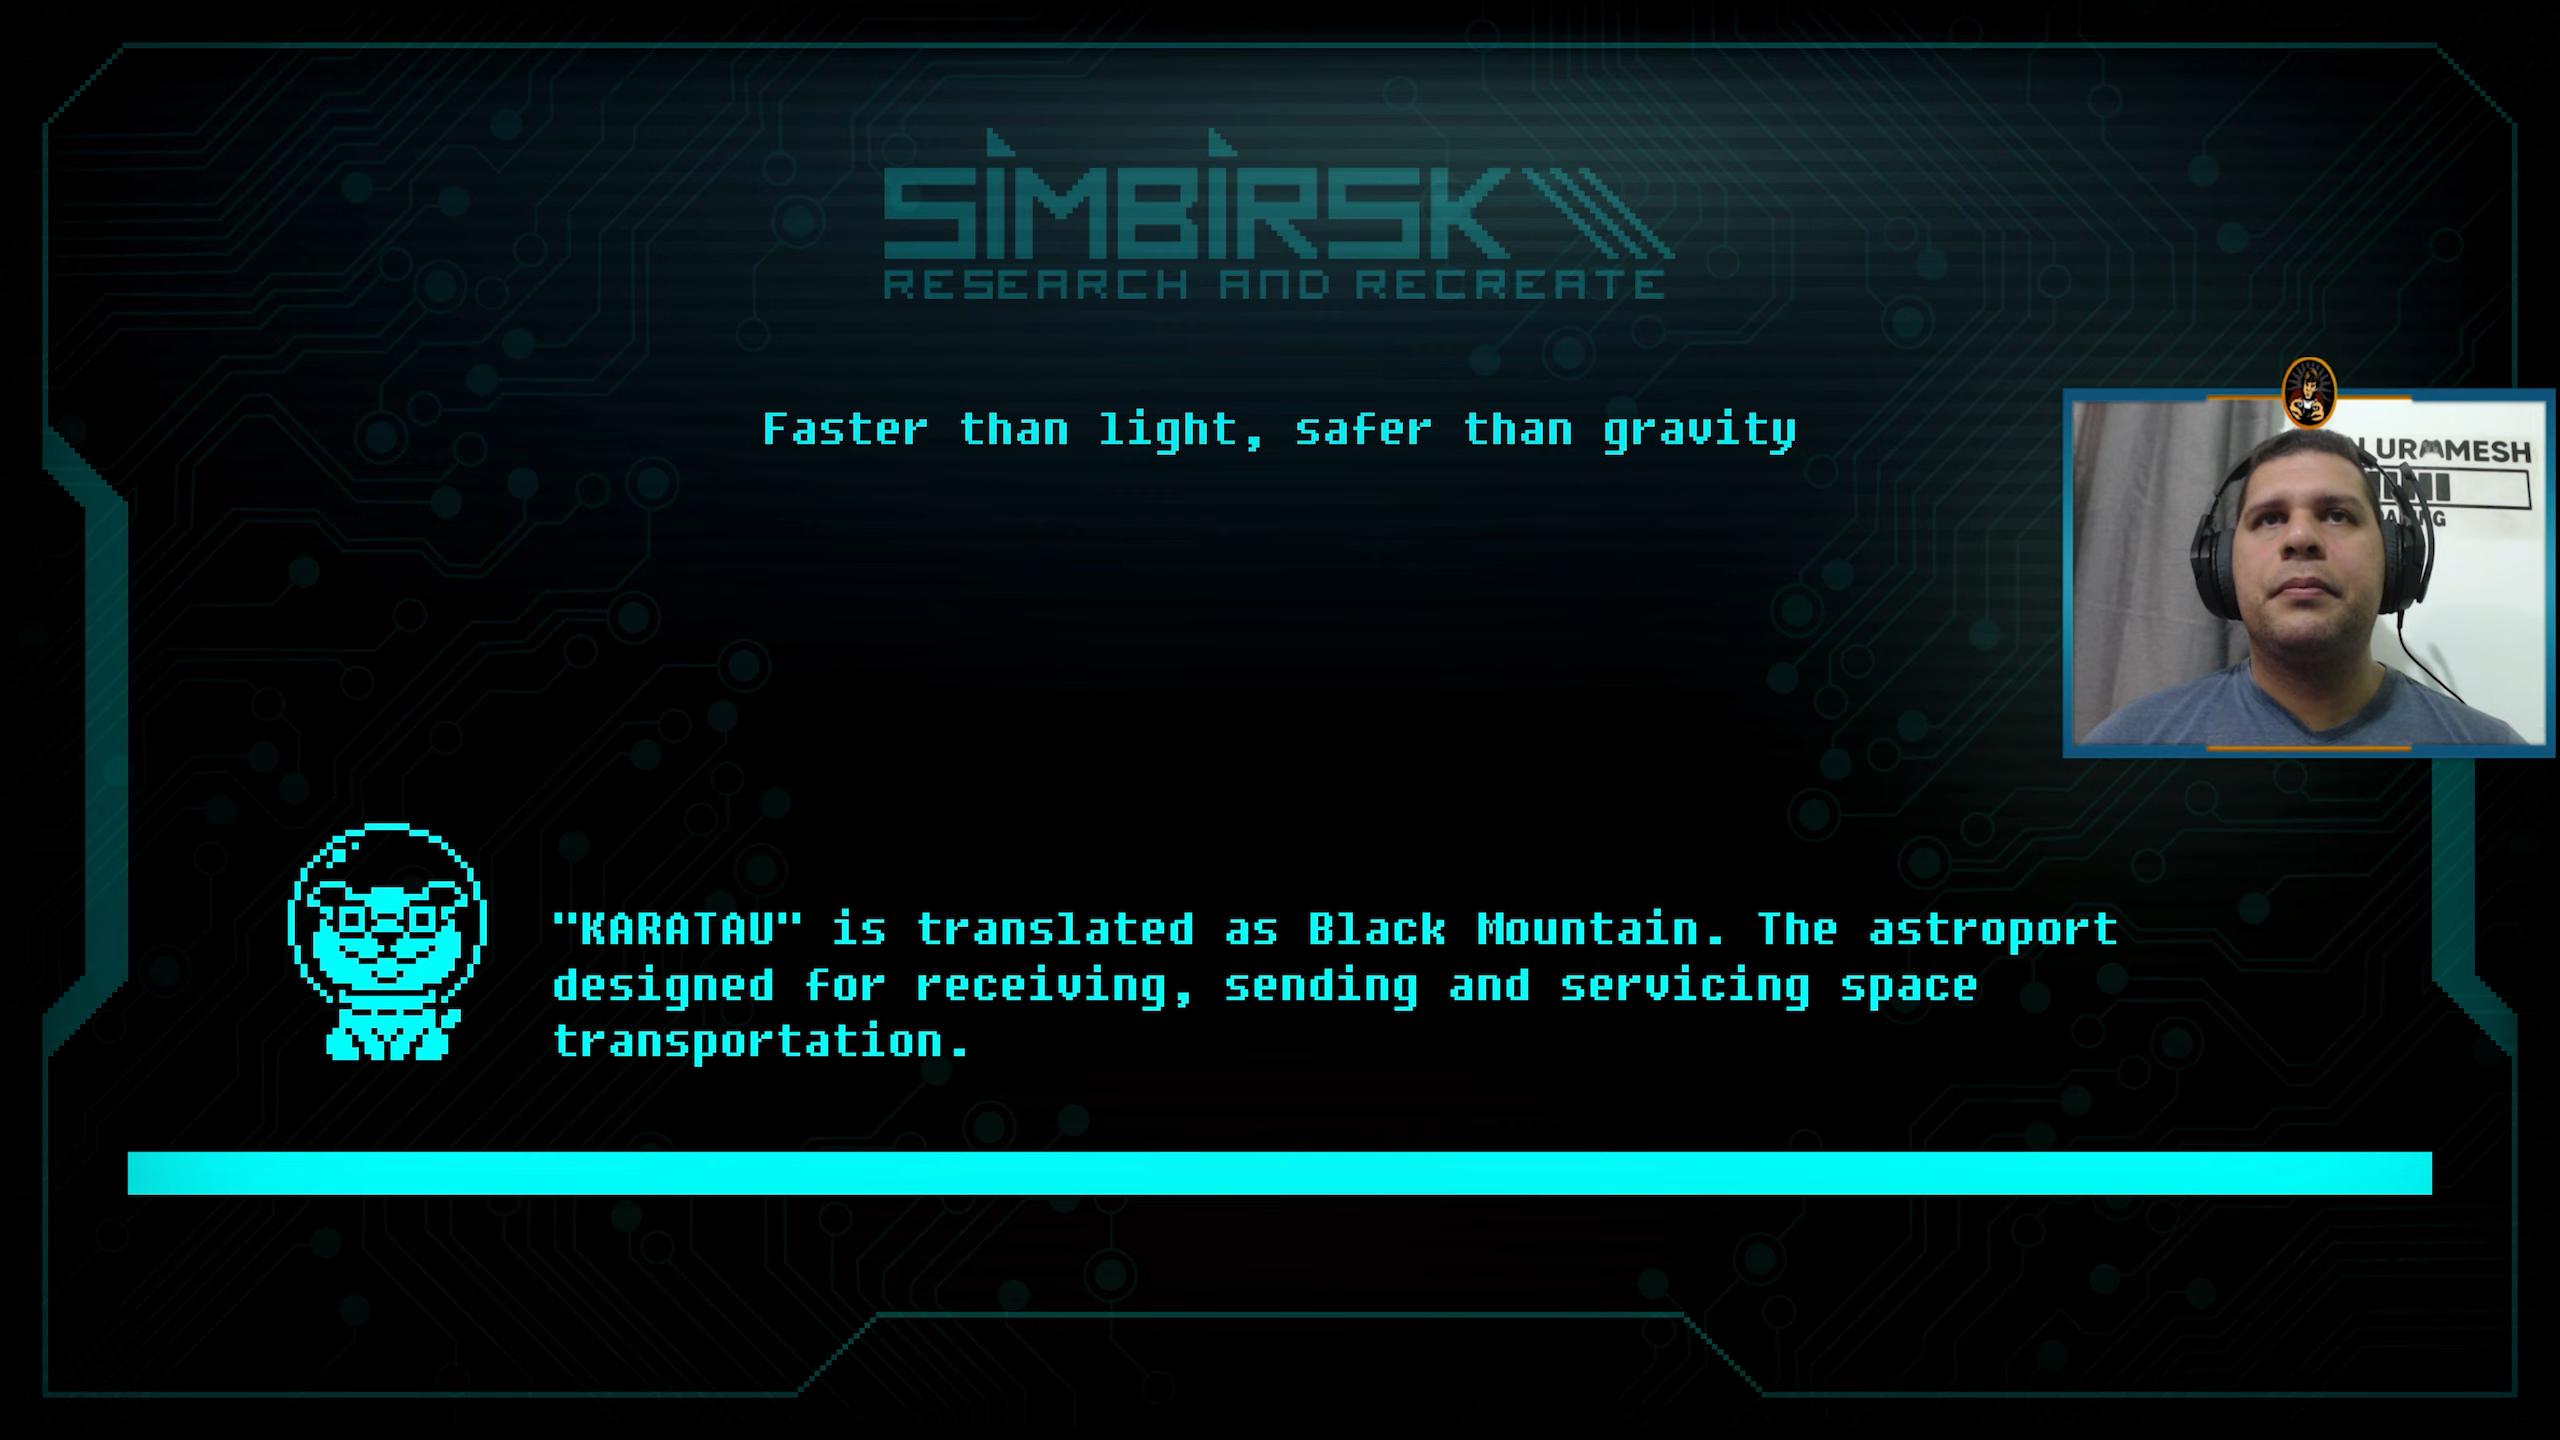 SIMBIRSK
RESEARCH AND RECREATE
Faster than light, safer than gravity
"KARATAU" is translated as Black Mountain. The astroport
designed for receiving, sending and servicing space
transportation.